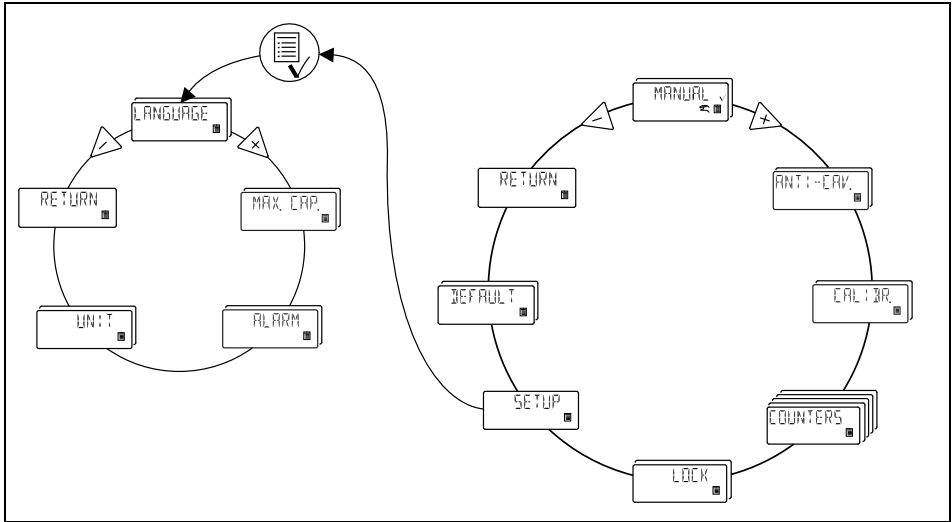 LANGUAGE
MAX. CAP.
ALARM
UNIT
RETURN
MANUAL
ANTI-CAV.
CALIBR.
COUNTERS
LOCK
SETUP
DEFAULT
RETURN